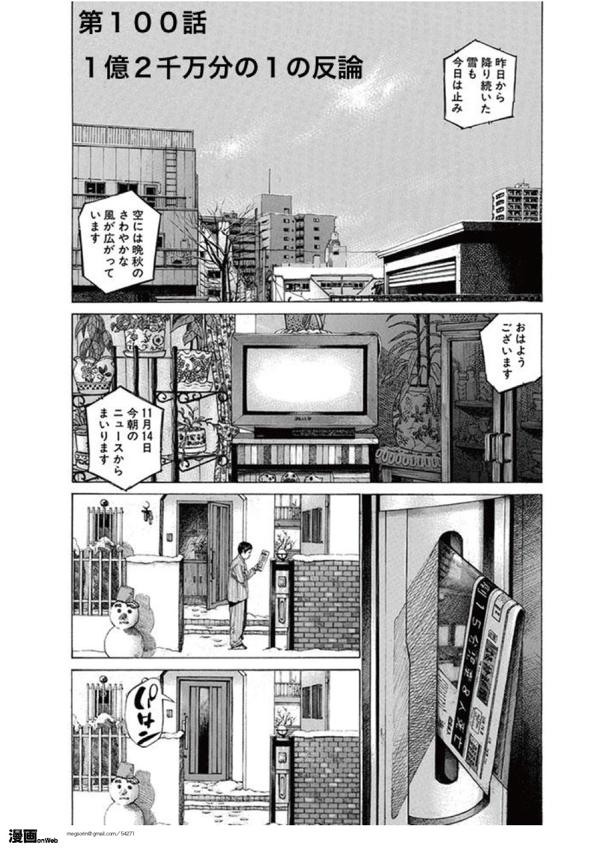 第１００話
１億２千万分の１の反論
昨日から
降り続いた
雪も
今日は止み
空には晩秋の
さわやかな
風が広がって
います
おはよう
ございます
11月14日
今朝の
ニュースから
まいります
漫画onWeb
megaorin@gmail.com/54271